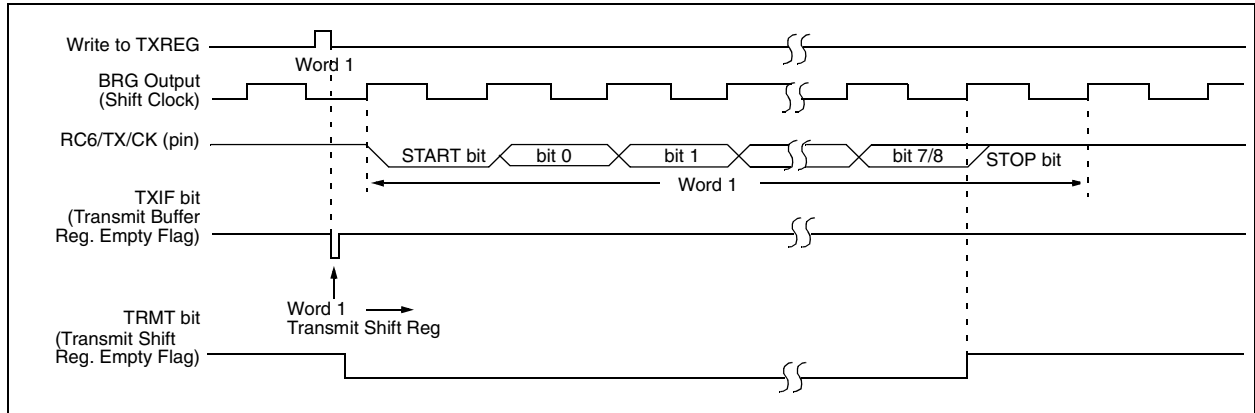 Write to TXREG
Word 1
BRG Output
(Shift Clock)
RC6/TX/CK (pin)
START bit
bit 0
bit 1
bit 7/8
STOP bit
Word 1
TXIF bit
(Transmit Buffer
Reg. Empty Flag)
Word 1
Transmit Shift Reg
TRMT bit
(Transmit Shift
Reg. Empty Flag)